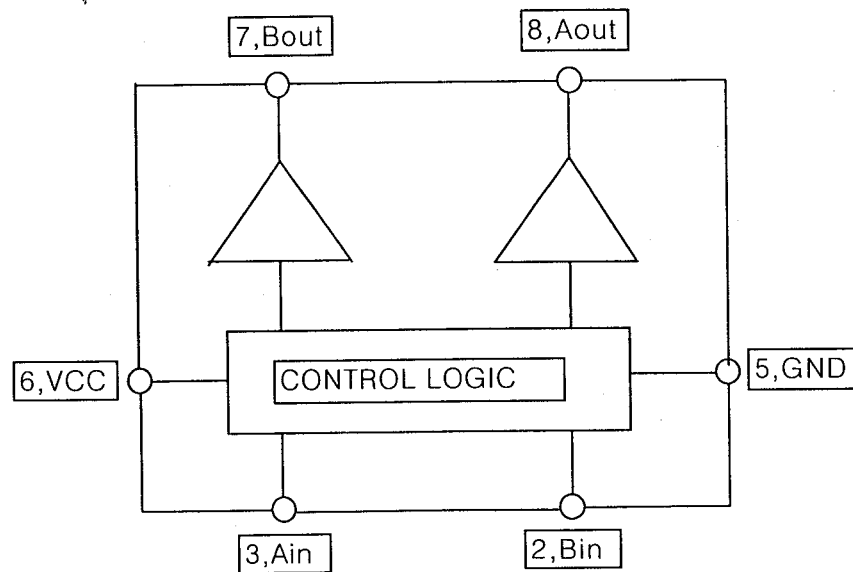 7,Bout
8,Aout
6,VCC
CONTROL LOGIC
5,GND
3,Ain
2,Bin